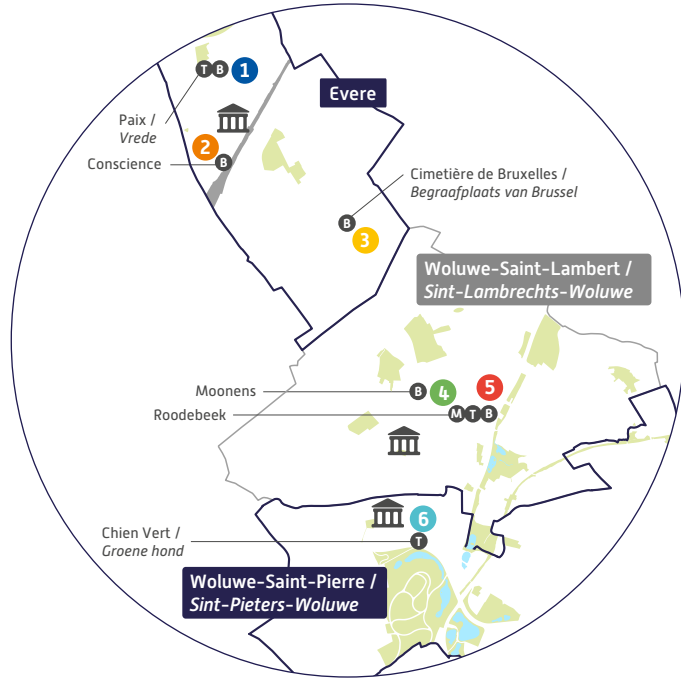 T B 1
Evere
Paix /
Vrede
2
Conscience
B
Cimetière de Bruxelles /
Begraafplaats van Brussel
B
3
Woluwe-Saint-Lambert /
Sint-Lambrechts-Woluwe
Moonens
B 4
5
Roodebeek
M T B
6
Chien Vert /
Groene hond
T
Woluwe-Saint-Pierre /
Sint-Pieters-Woluwe